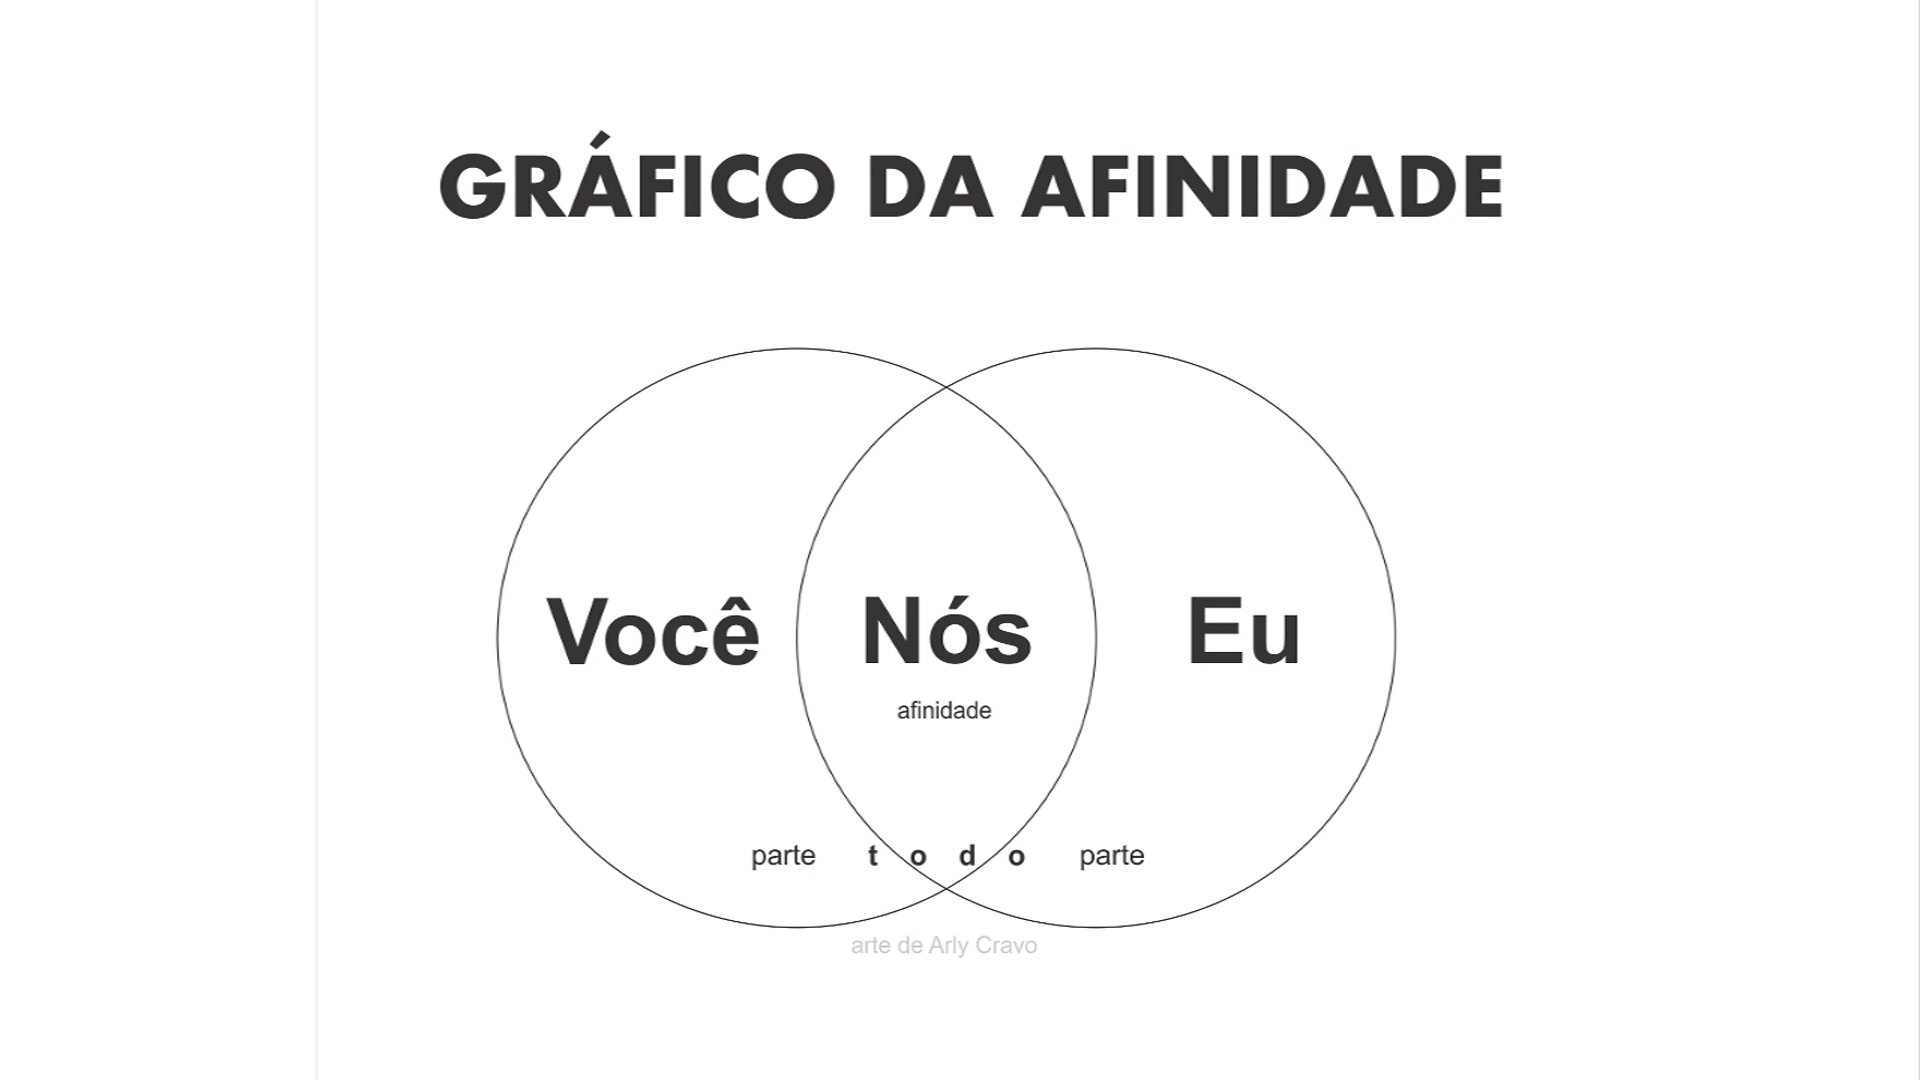 GRÁFICO DA AFINIDADE
Você Nós Eu
afinidade
parte t o d o parte
arte de Arly Cravo